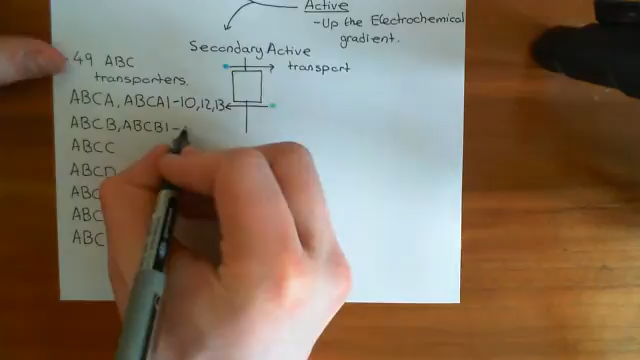 Active
-Up the Electrochemical
gradient.
Secondary Active
transport
49 ABC
transporters.
ABCA, ABCA1-10,12,13
ABCB, ABCB1-
ABCC
ABCD
ABC
ABC
ABC